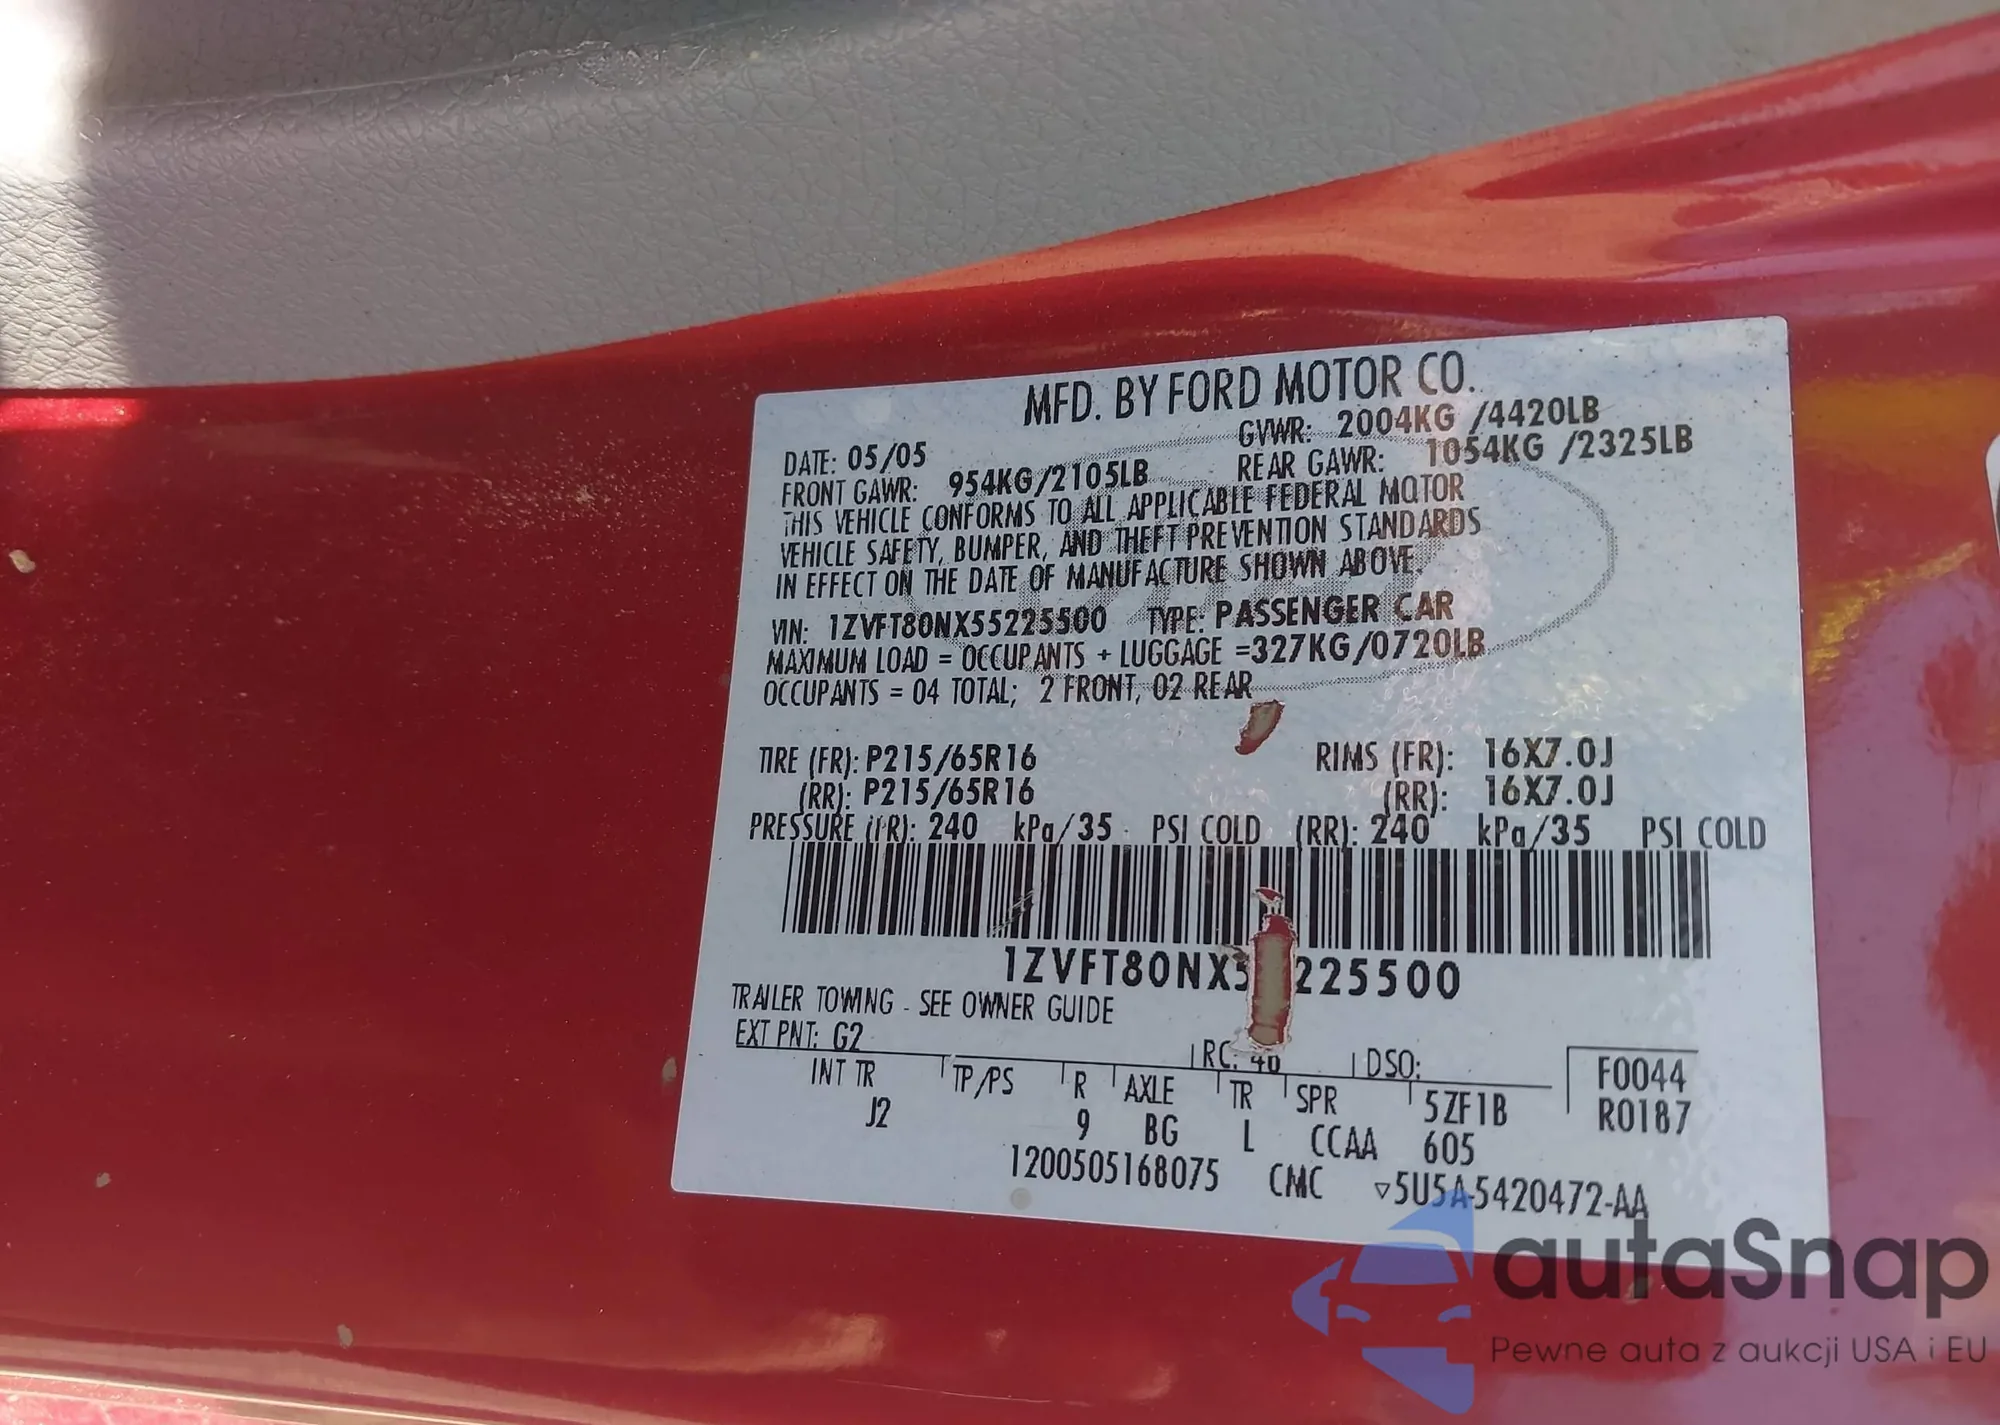 MFD. BY FORD MOTOR CO.
DATE: 05/05 GVWR: 2004KG /4420LB
FRONT GAWR: 954KG/2105LB REAR GAWR: 1054KG /2325LB
THIS VEHICLE CONFORMS TO ALL APPLICABLE FEDERAL MOTOR
VEHICLE SAFETY, BUMPER, AND THEFT PREVENTION STANDARDS
IN EFFECT ON THE DATE OF MANUFACTURE SHOWN ABOVE.
VIN: 1ZVFT80NX55225500 TYPE: PASSENGER CAR
MAXIMUM LOAD = OCCUPANTS + LUGGAGE =327KG/0720LB
OCCUPANTS = 04 TOTAL; 2 FRONT, 02 REAR
TIRE (FR): P215/65R16 RIMS (FR): 16X7.0J
(RR): P215/65R16 (RR): 16X7.0J
PRESSURE (FR): 240 kPa/35 PSI COLD (RR): 240 kPa/35 PSI COLD
1ZVFT80NX5 225500
TRAILER TOWING - SEE OWNER GUIDE
EXT PNT: G2 RC: 46 DSO: F0044
INT TR TP/PS R AXLE TR SPR 5ZF1B R0187
J2 9 BG L CCAA 605
1200505168075 CMC ▽5U5A-5420472-AA
autaSnap
Pewne auta z aukcji USA i EU